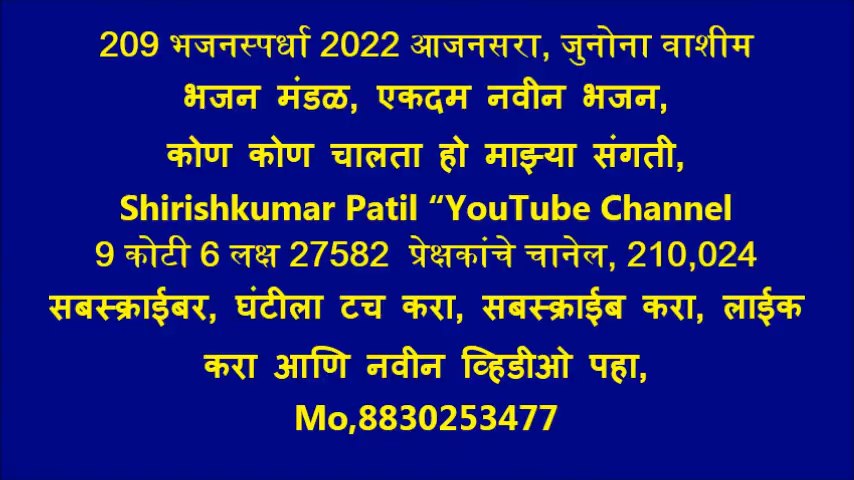 209 भजनस्पर्धा 2022 आजनसरा, जुनोना वाशीम
भजन मंडळ, एकदम नवीन भजन,
कोण कोण चालता हो माझ्या संगती,
Shirishkumar Patil “YouTube Channel
9 कोटी 6 लक्ष 27582 प्रेक्षकांचे चानेल, 210,024
सबस्क्राईबर, घंटीला टच करा, सबस्क्राईब करा, लाईक
करा आणि नवीन व्हिडीओ पहा,
Mo,8830253477